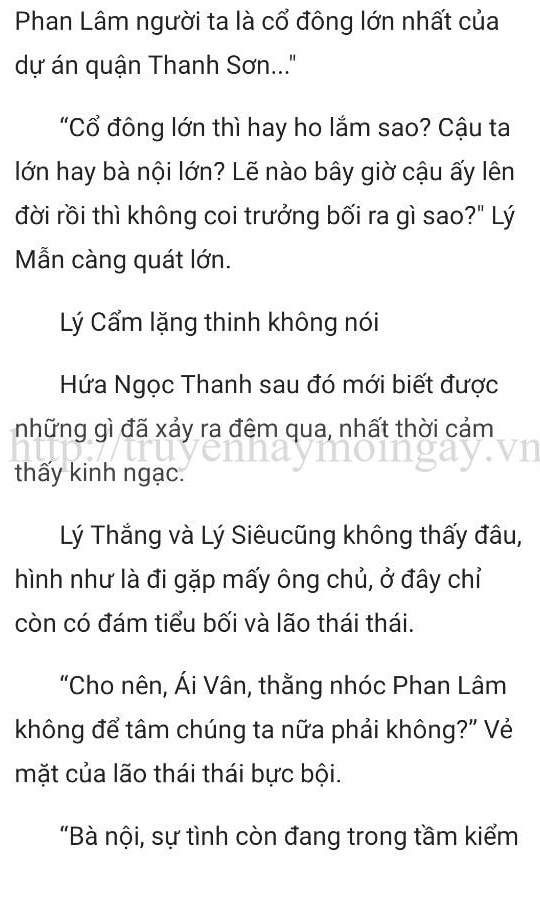 Phan Lâm người ta là cổ đông lớn nhất của
dự án quận Thanh Sơn..."
“Cổ đông lớn thì hay ho lắm sao? Cậu ta
lớn hay bà nội lớn? Lẽ nào bây giờ cậu ấy lên
đời rồi thì không coi trưởng bối ra gì sao?" Lý
Mẫn càng quát lớn.
Lý Cẩm lặng thinh không nói
Hứa Ngọc Thanh sau đó mới biết được
những gì đã xảy ra đêm qua, nhất thời cảm
http://truyenhaymoingay.vn
thấy kinh ngạc.
Lý Thắng và Lý Siêucũng không thấy đâu,
hình như là đi gặp mấy ông chủ, ở đây chỉ
còn có đám tiểu bối và lão thái thái.
“Cho nên, Ái Vân, thằng nhóc Phan Lâm
không để tâm chúng ta nữa phải không?” Vẻ
mặt của lão thái thái bực bội.
“Bà nội, sự tình còn đang trong tầm kiểm